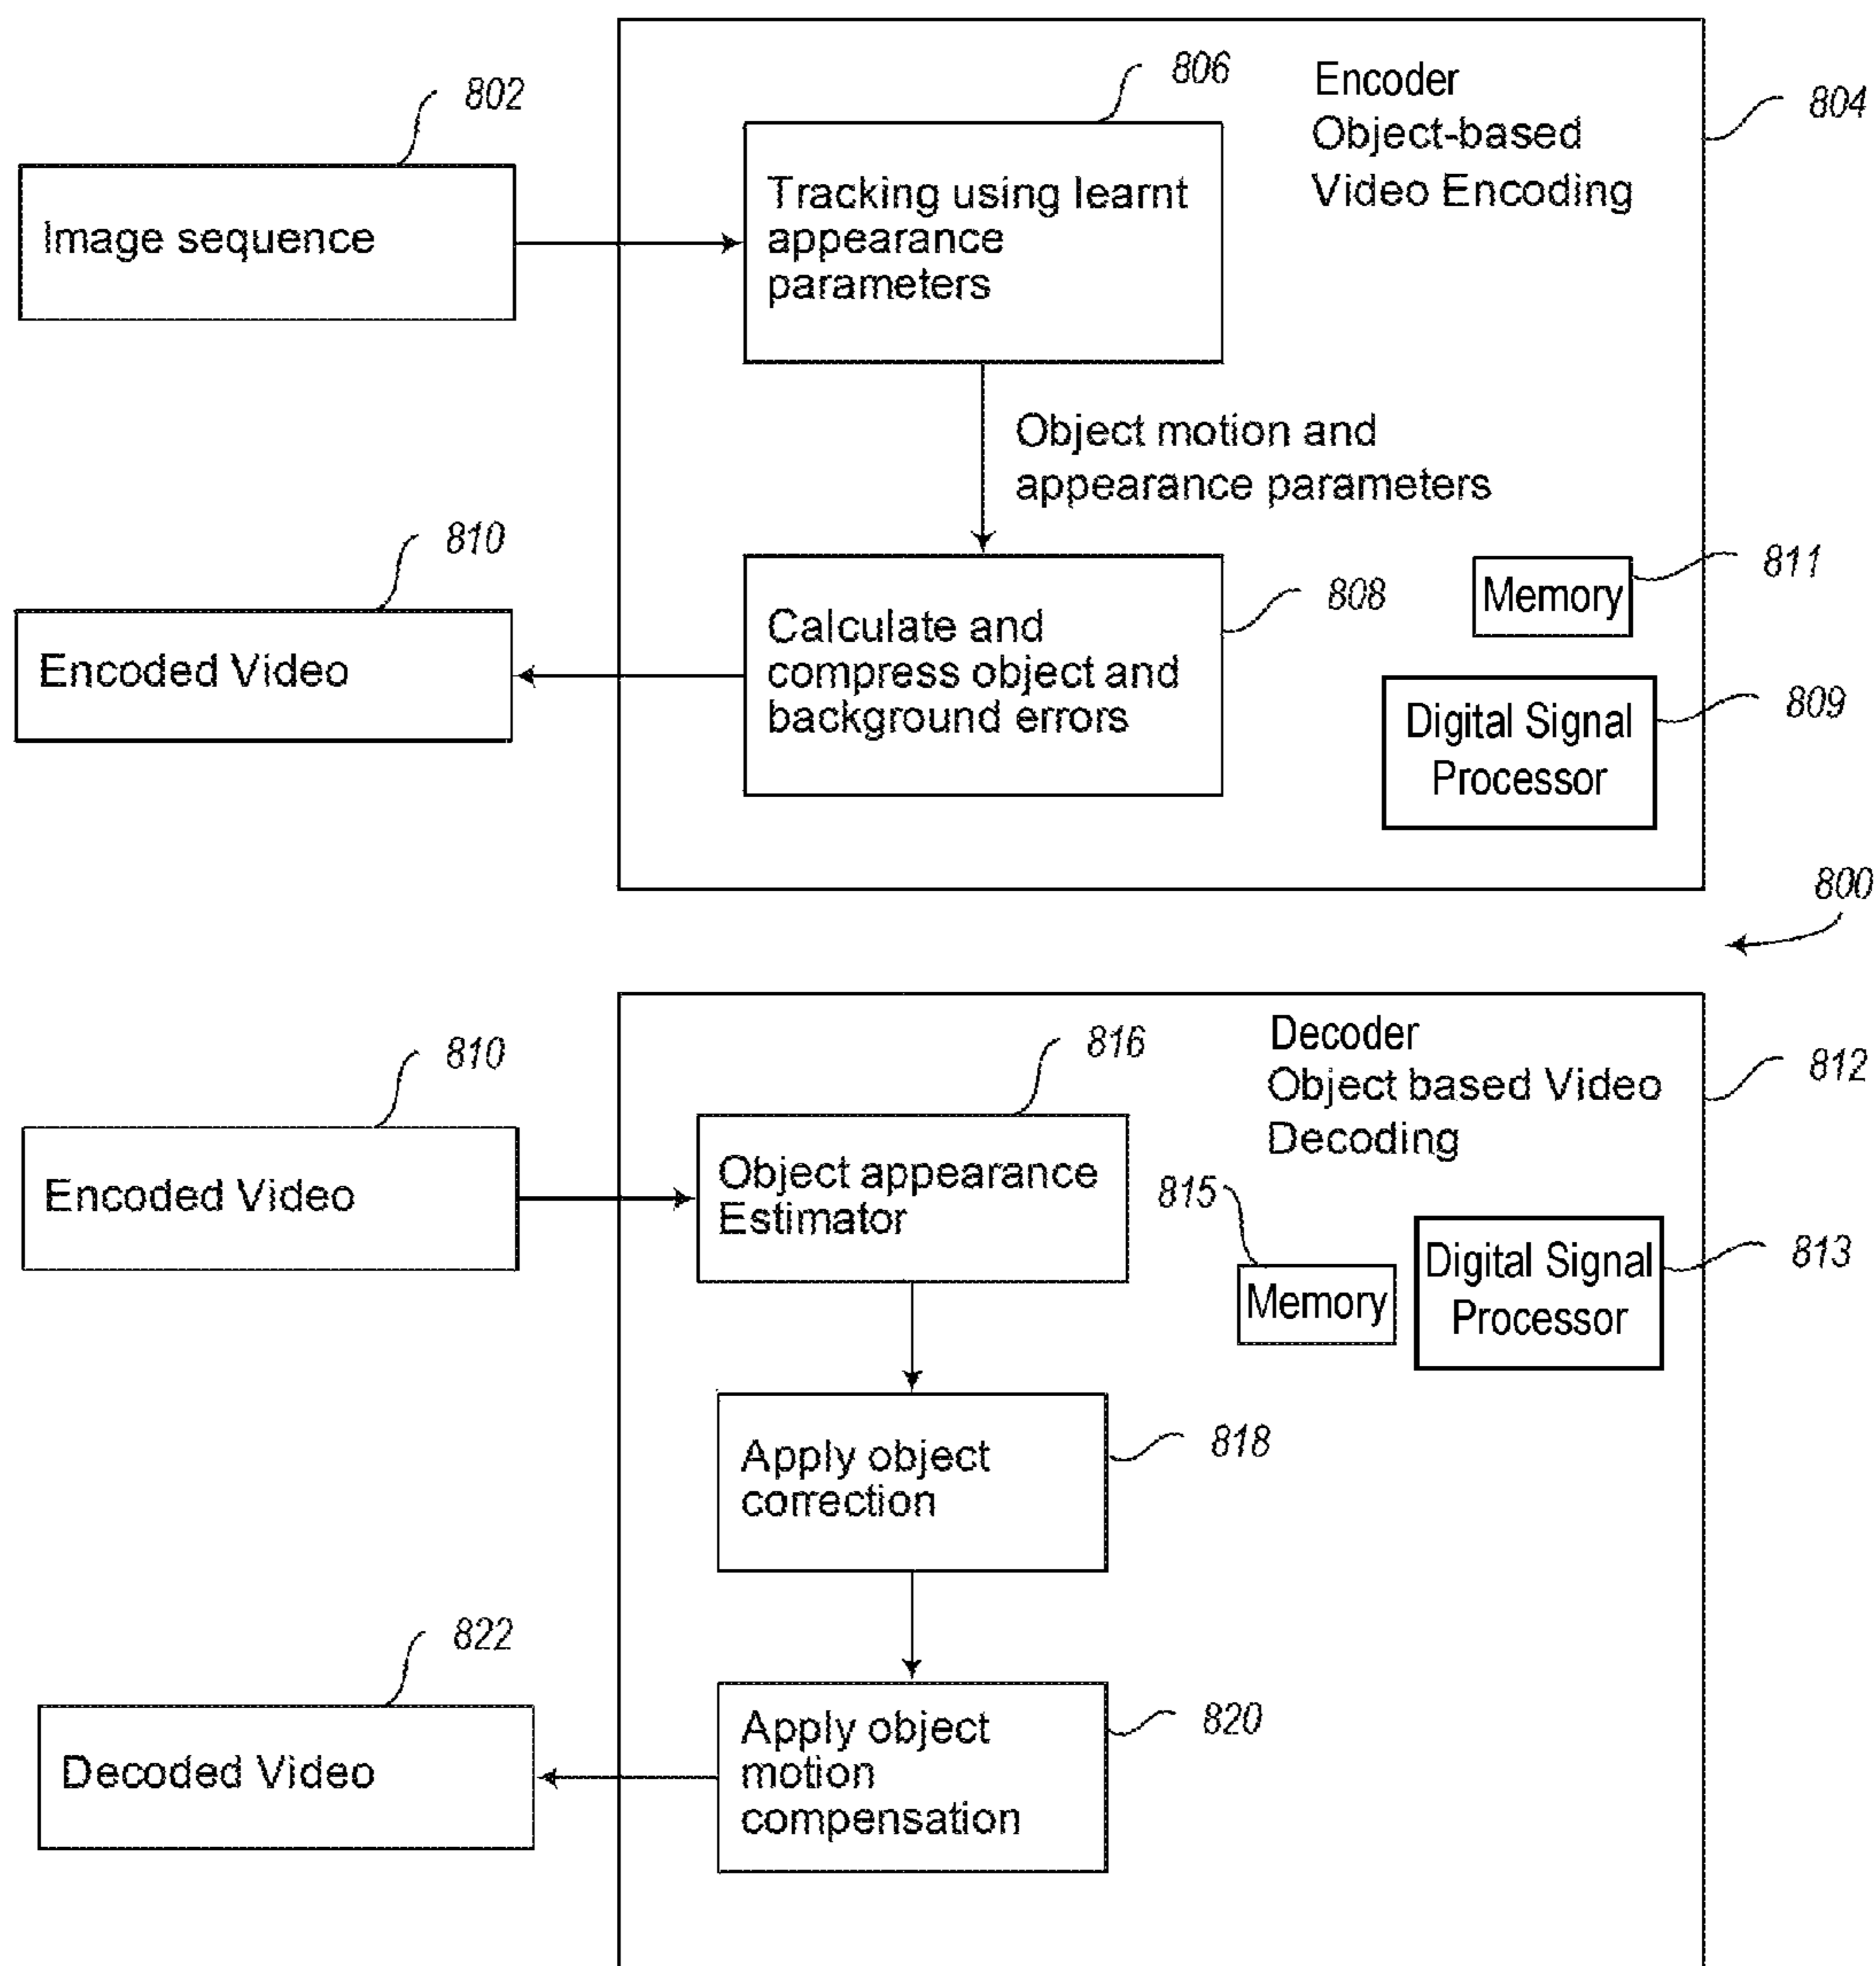 802
Image sequence
806
Tracking using learnt
appearance
parameters
Encoder
Object-based
Video Encoding
804
Object motion and
appearance parameters
810
Encoded Video
Calculate and
compress object and
background errors
808
Memory
811
Digital Signal
Processor
809
800
810
Encoded Video
816
Object appearance
Estimator
Decoder
Object based Video
Decoding
812
815
Memory
Digital Signal
Processor
813
Apply object
correction
818
822
Decoded Video
Apply object
motion
compensation
820